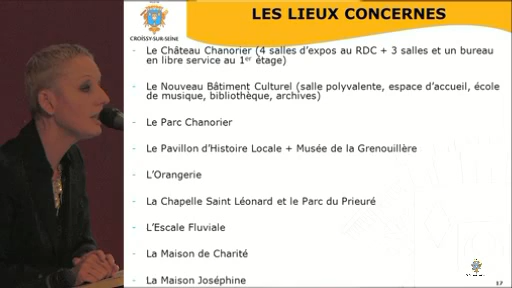 LES LIEUX CONCERNES
CROISSY-SUR-SEINE
- Le Château Chanorier (4 salles d'expos au RDC + 3 salles et un bureau
en libre service au 1er étage)
- Le Nouveau Bâtiment Culturel (salle polyvalente, espace d'accueil, école
de musique, bibliothèque, archives)
- Le Parc Chanorier
- Le Pavillon d'Histoire Locale + Musée de la Grenouillère
- L'Orangerie
- La Chapelle Saint Léonard et le Parc du Prieuré
- L'Escale Fluviale
- La Maison de Charité
- La Maison Joséphine